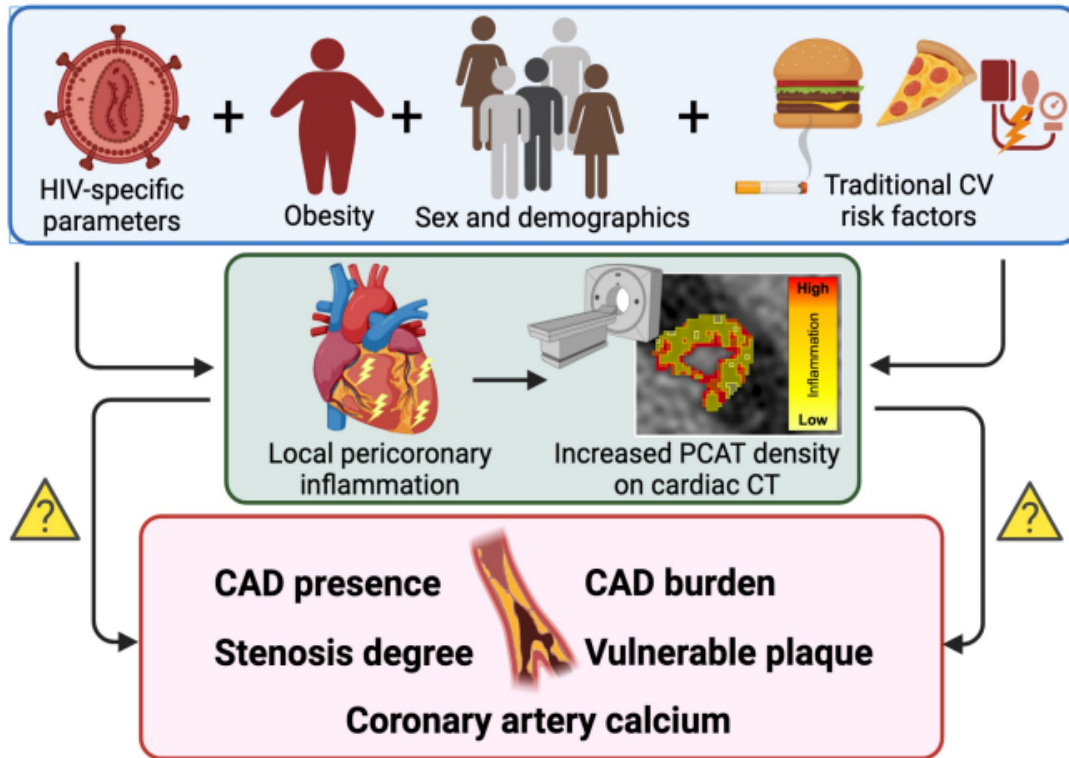 +
+
+
HIV-specific
parameters
Obesity
Sex and demographics
Traditional CV
risk factors
High
Inflammation
Low
Local pericoronary
inflammation
Increased PCAT density
on cardiac CT
?
?
CAD presence
CAD burden
Stenosis degree
Vulnerable plaque
Coronary artery calcium